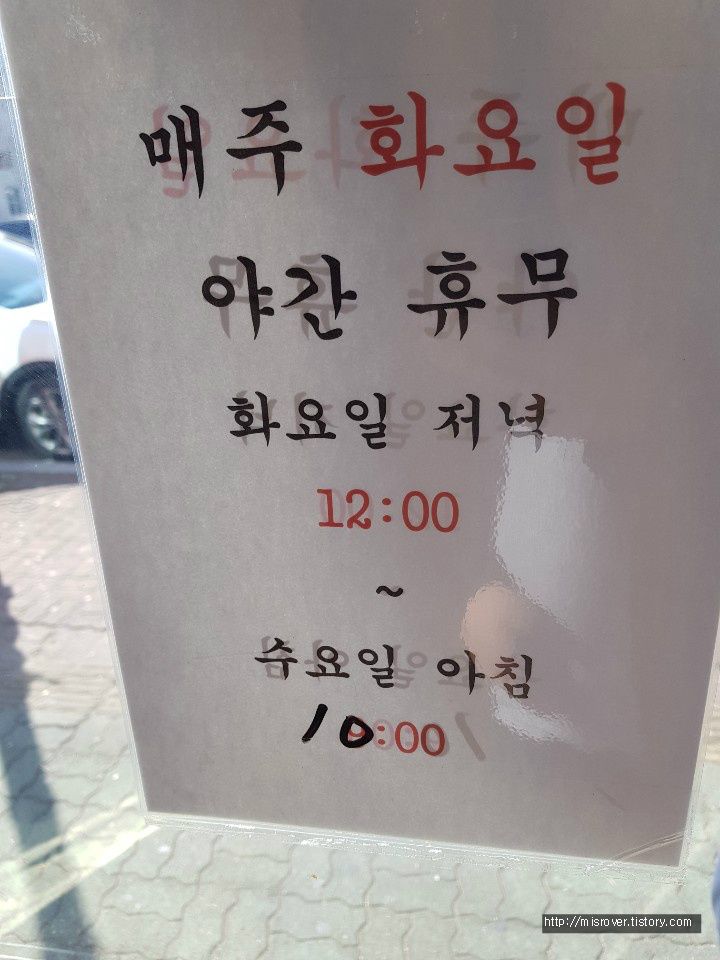 매주 화요일
야간 휴무
화요일 저녁
12:00
~
수요일 아침
10:00
http://misrover.tistory.com